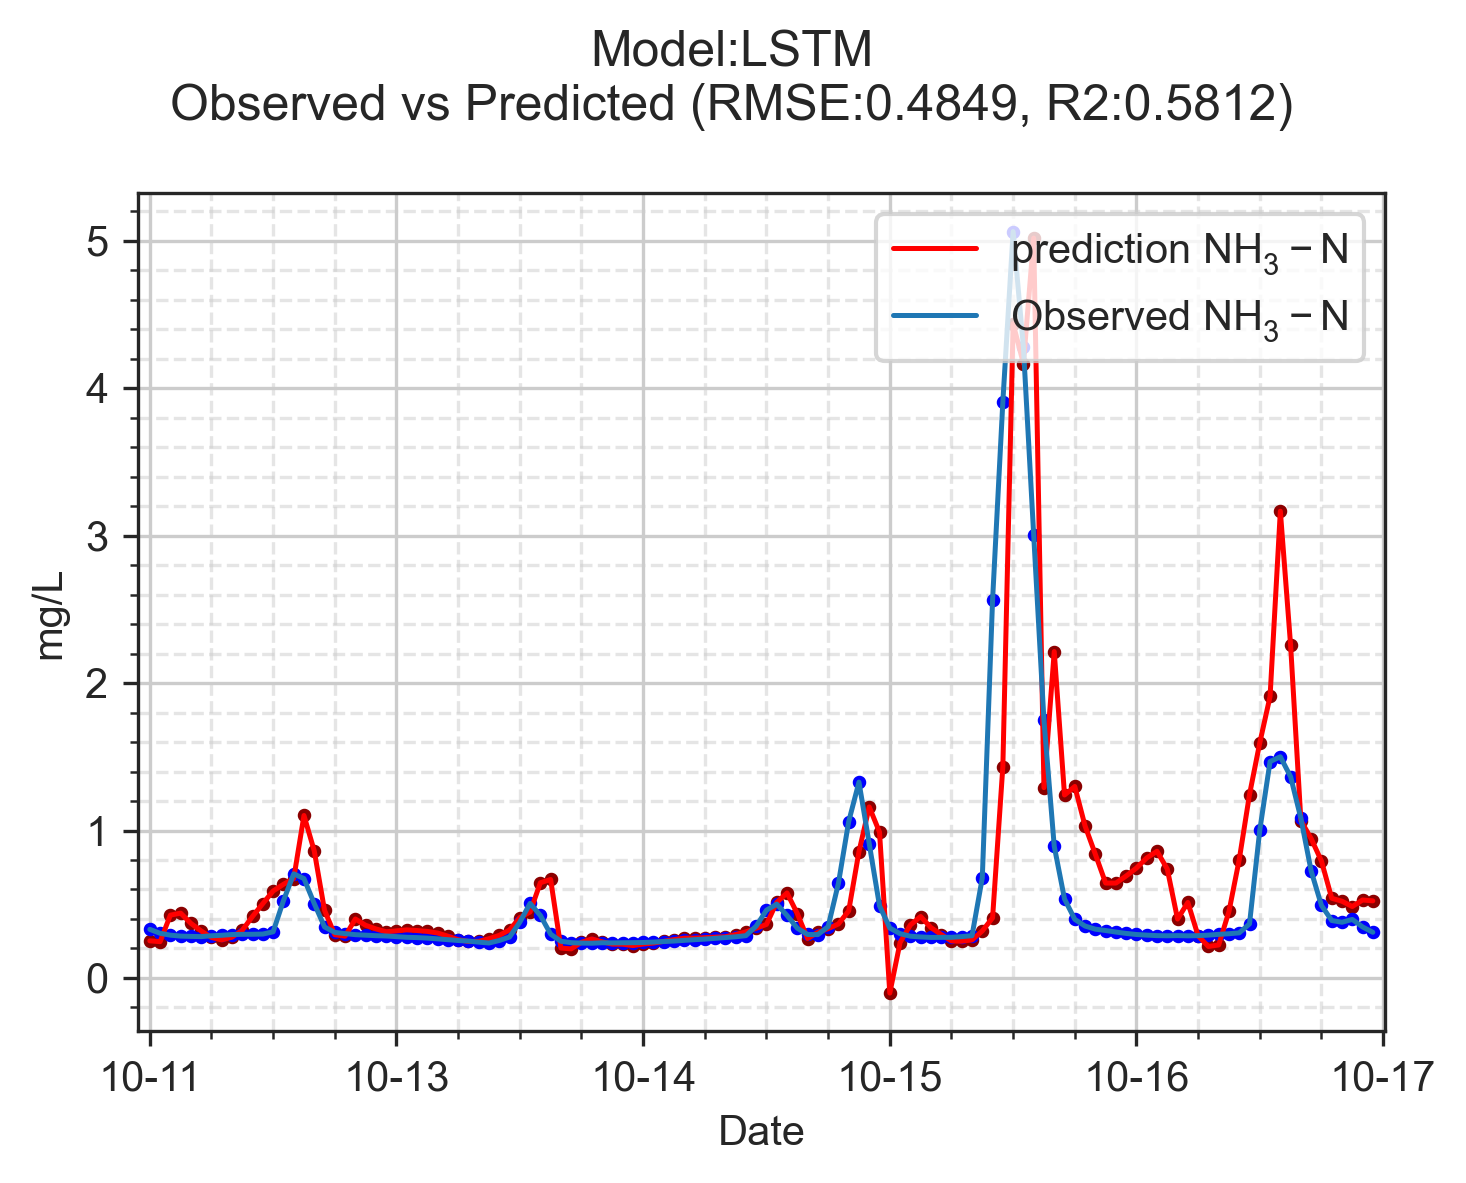 Model:LSTM
Observed vs Predicted (RMSE:0.4849, R2:0.5812)
prediction NH₃ − N
Observed NH₃ − N
5
4
3
2
1
0
mg/L
10-11 10-13 10-14 10-15 10-16 10-17
Date